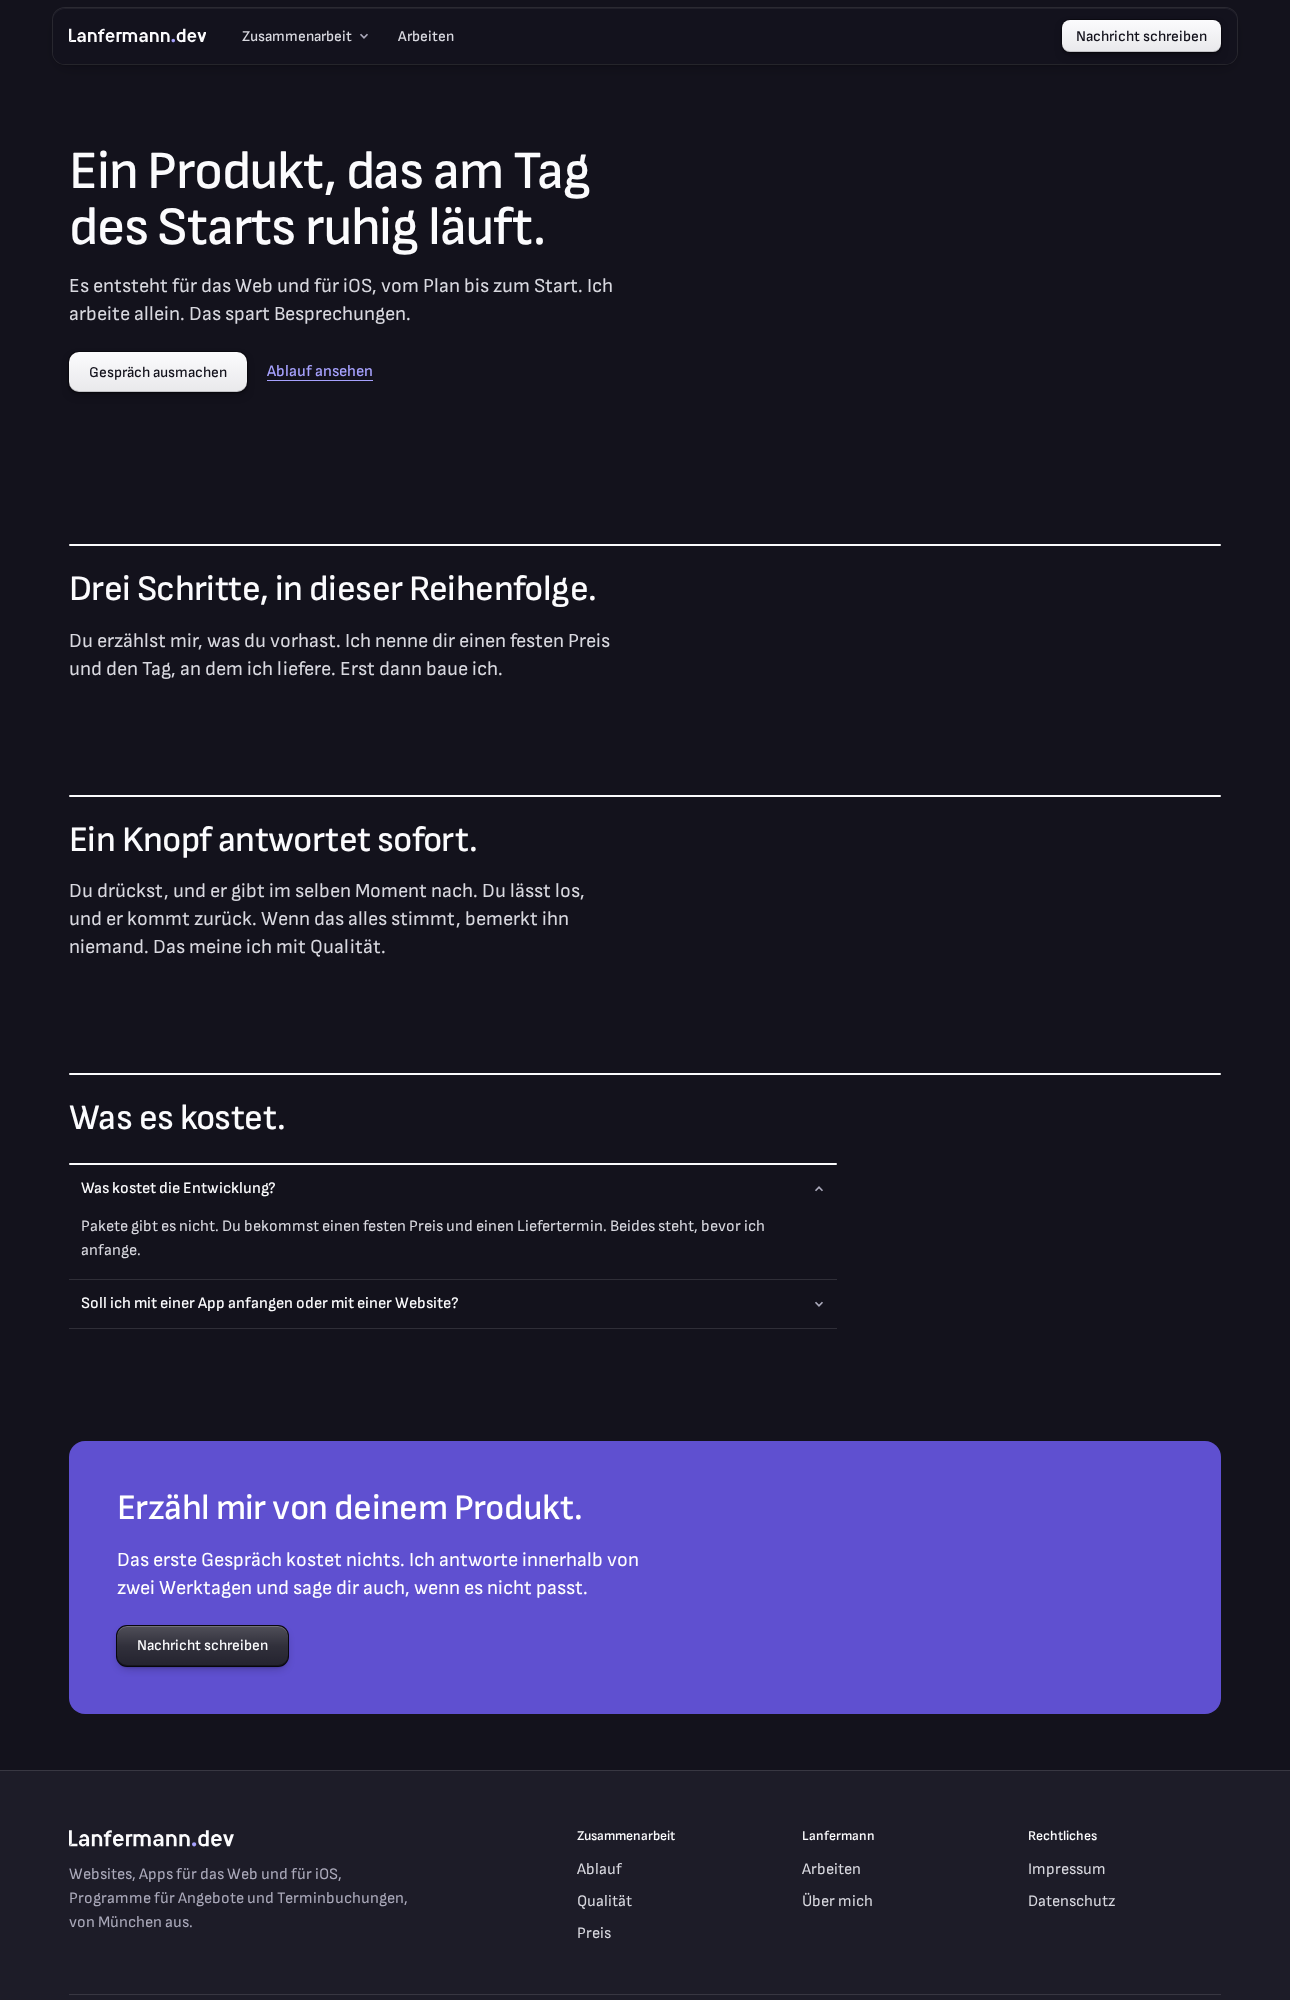 Lanfermann.dev
Zusammenarbeit
Arbeiten
Nachricht schreiben
Ein Produkt, das am Tag
des Starts ruhig läuft.
Es entsteht für das Web und für iOS, vom Plan bis zum Start. Ich
arbeite allein. Das spart Besprechungen.
Gespräch ausmachen
Ablauf ansehen
Drei Schritte, in dieser Reihenfolge.
Du erzählst mir, was du vorhast. Ich nenne dir einen festen Preis
und den Tag, an dem ich liefere. Erst dann baue ich.
Ein Knopf antwortet sofort.
Du drückst, und er gibt im selben Moment nach. Du lässt los,
und er kommt zurück. Wenn das alles stimmt, bemerkt ihn
niemand. Das meine ich mit Qualität.
Was es kostet.
Was kostet die Entwicklung?
Pakete gibt es nicht. Du bekommst einen festen Preis und einen Liefertermin. Beides steht, bevor ich
anfange.
Soll ich mit einer App anfangen oder mit einer Website?
Erzähl mir von deinem Produkt.
Das erste Gespräch kostet nichts. Ich antworte innerhalb von
zwei Werktagen und sage dir auch, wenn es nicht passt.
Nachricht schreiben
Lanfermann.dev
Websites, Apps für das Web und für iOS,
Programme für Angebote und Terminbuchungen,
von München aus.
Zusammenarbeit
Ablauf
Qualität
Preis
Lanfermann
Arbeiten
Über mich
Rechtliches
Impressum
Datenschutz